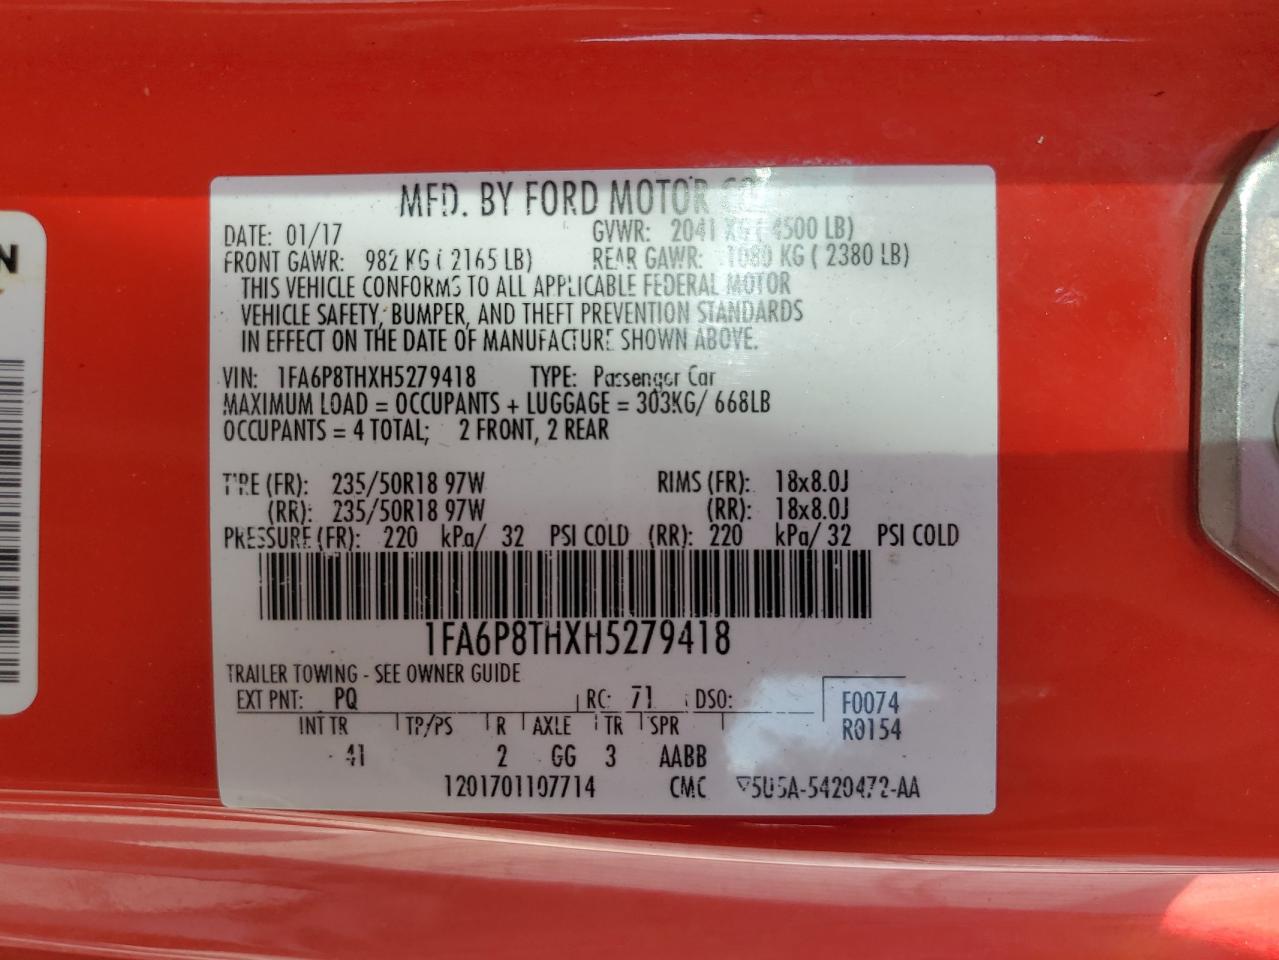 MFD. BY FORD MOTOR CO.
DATE: 01/17 GVWR: 2041 KG ( 4500 LB)
FRONT GAWR: 982 KG ( 2165 LB) REAR GAWR: 1080 KG ( 2380 LB)
THIS VEHICLE CONFORMS TO ALL APPLICABLE FEDERAL MOTOR
VEHICLE SAFETY, BUMPER, AND THEFT PREVENTION STANDARDS
IN EFFECT ON THE DATE OF MANUFACTURE SHOWN ABOVE.
VIN: 1FA6P8THXH5279418 TYPE: Passenger Car
MAXIMUM LOAD = OCCUPANTS + LUGGAGE = 303KG/ 668LB
OCCUPANTS = 4 TOTAL; 2 FRONT, 2 REAR
TIRE (FR): 235/50R18 97W RIMS (FR): 18x8.0J
(RR): 235/50R18 97W (RR): 18x8.0J
PRESSURE (FR): 220 kPa/ 32 PSI COLD (RR): 220 kPa/ 32 PSI COLD
1FA6P8THXH5279418
TRAILER TOWING - SEE OWNER GUIDE
EXT PNT: PQ RC: 71 DSO: F0074
INT TR TP/PS R AXLE TR SPR R0154
41 2 GG 3 AABB
1201701107714 CMC 5U5A-5420472-AA